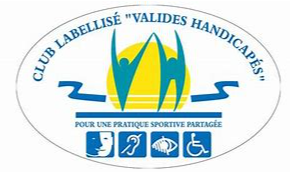 CLUB LABELLISÉ "VALIDES HANDICAPÉS"
POUR UNE PRATIQUE SPORTIVE PARTAGÉE